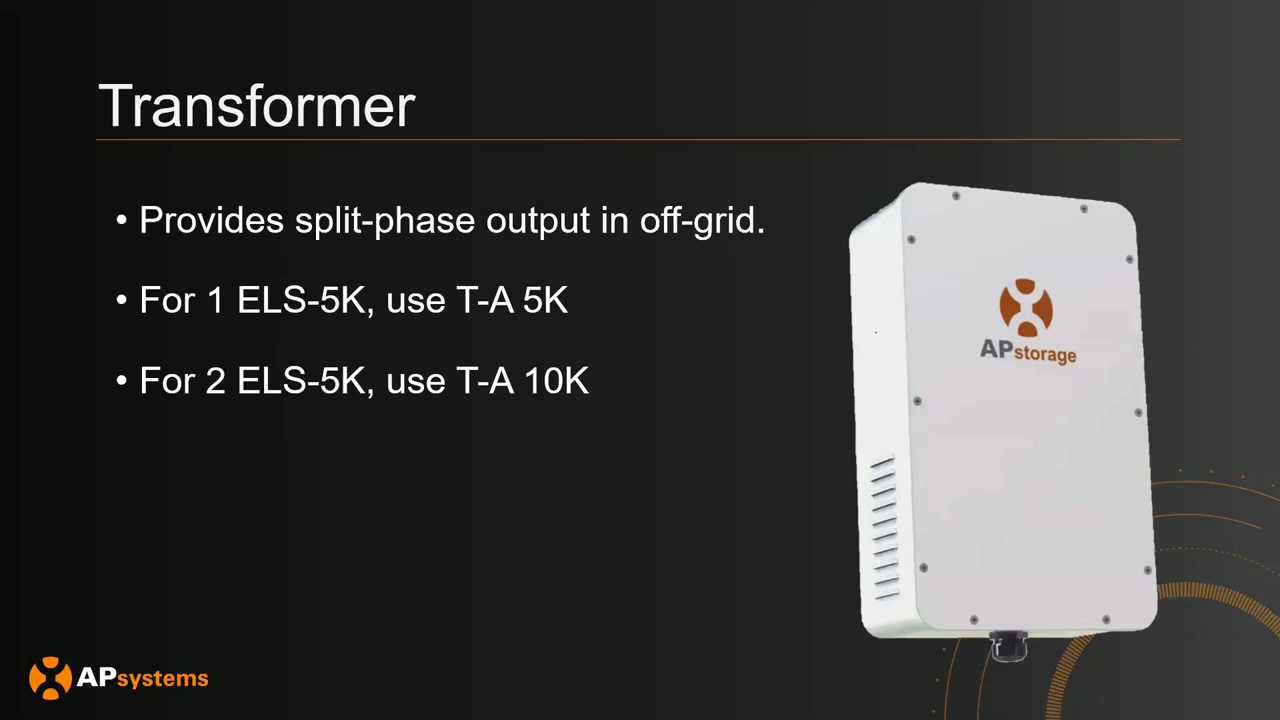 Transformer
• Provides split-phase output in off-grid.
• For 1 ELS-5K, use T-A 5K
• For 2 ELS-5K, use T-A 10K
APstorage
APsystems